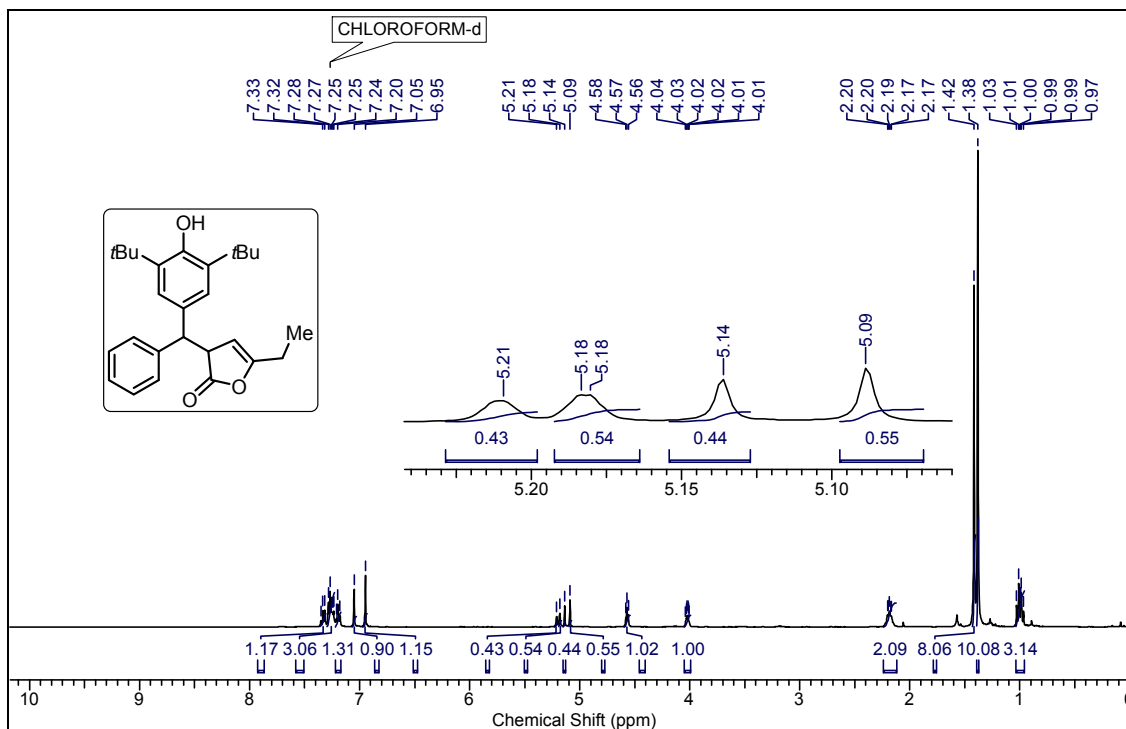 CHLOROFORM-d
7.33 7.32 7.28 7.27 7.25 7.25 7.24 7.20 7.05 6.95 5.21 5.18 5.14 5.09 4.58 4.57 4.56 4.04 4.03 4.02 4.02 4.01 4.01 2.20 2.20 2.19 2.17 2.17 1.42 1.38 1.03 1.01 1.00 0.99 0.99 0.97
OH
tBu tBu
Me
O O
5.21 5.18 5.18 5.14 5.09
0.43 0.54 0.44 0.55
5.20 5.15 5.10
1.17 3.06 1.31 0.90 1.15 0.43 0.54 0.44 0.55 1.02 1.00 2.09 8.06 10.08 3.14
10 9 8 7 6 5 4 3 2 1
Chemical Shift (ppm)